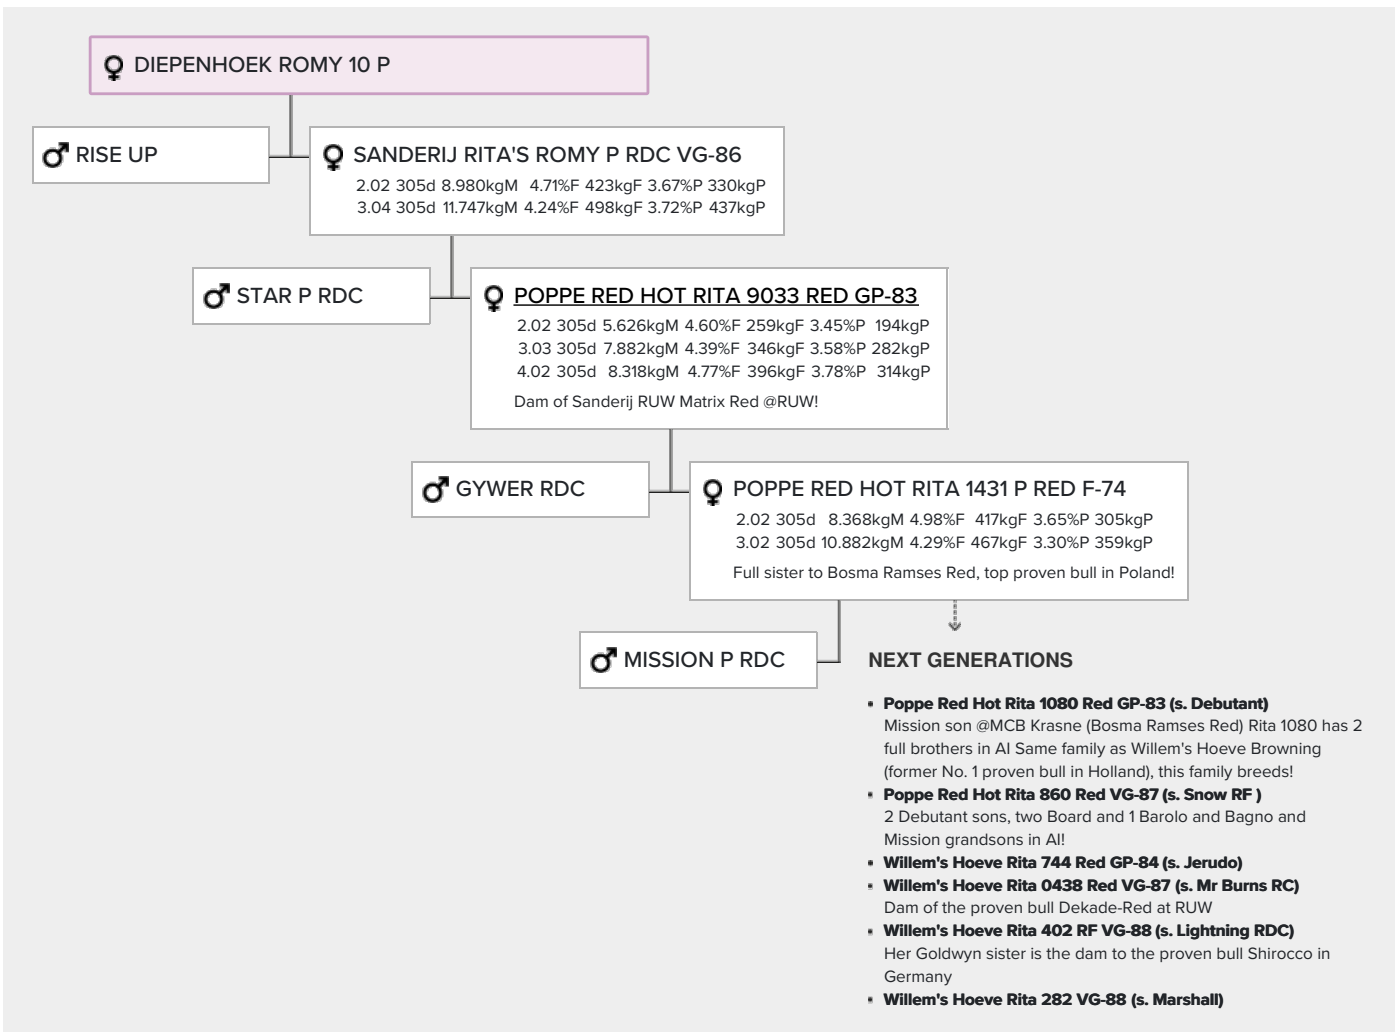 DIEPENHOEK ROMY 10 P
RISE UP
SANDERIJ RITA'S ROMY P RDC VG-86
2.02 305d 8.980kgM 4.71%F 423kgF 3.67%P 330kgP
3.04 305d 11.747kgM 4.24%F 498kgF 3.72%P 437kgP
STAR P RDC
POPPE RED HOT RITA 9033 RED GP-83
2.02 305d 5.626kgM 4.60%F 259kgF 3.45%P 194kgP
3.03 305d 7.882kgM 4.39%F 346kgF 3.58%P 282kgP
4.02 305d 8.318kgM 4.77%F 396kgF 3.78%P 314kgP
Dam of Sanderij RUW Matrix Red @RUW!
GYWER RDC
POPPE RED HOT RITA 1431 P RED F-74
2.02 305d 8.368kgM 4.98%F 417kgF 3.65%P 305kgP
3.02 305d 10.882kgM 4.29%F 467kgF 3.30%P 359kgP
Full sister to Bosma Ramses Red, top proven bull in Poland!
MISSION P RDC
NEXT GENERATIONS
▪ Poppe Red Hot Rita 1080 Red GP-83 (s. Debutant)
Mission son @MCB Krasne (Bosma Ramses Red) Rita 1080 has 2
full brothers in AI Same family as Willem's Hoeve Browning
(former No. 1 proven bull in Holland), this family breeds!
▪ Poppe Red Hot Rita 860 Red VG-87 (s. Snow RF )
2 Debutant sons, two Board and 1 Barolo and Bagno and
Mission grandsons in AI!
▪ Willem's Hoeve Rita 744 Red GP-84 (s. Jerudo)
▪ Willem's Hoeve Rita 0438 Red VG-87 (s. Mr Burns RC)
Dam of the proven bull Dekade-Red at RUW
▪ Willem's Hoeve Rita 402 RF VG-88 (s. Lightning RDC)
Her Goldwyn sister is the dam to the proven bull Shirocco in
Germany
▪ Willem's Hoeve Rita 282 VG-88 (s. Marshall)